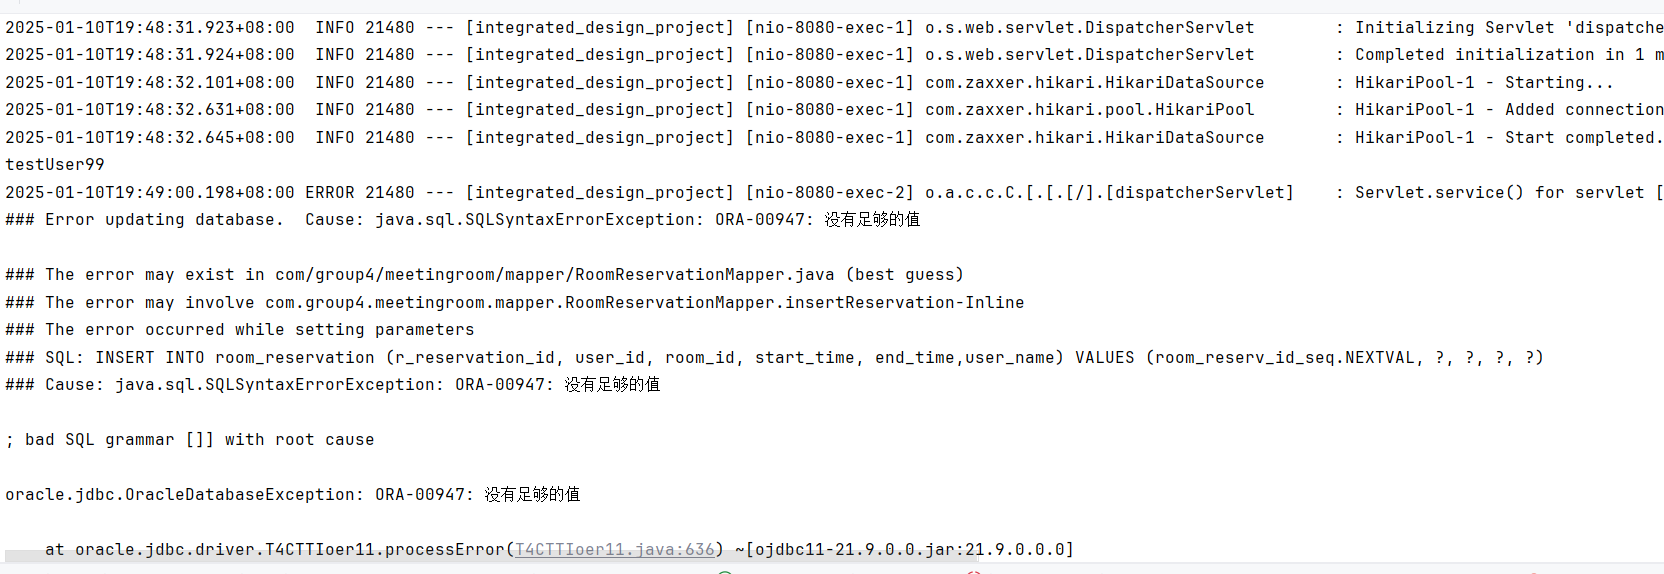 2025-01-10T19:48:31.923+08:00  INFO 21480 --- [integrated_design_project] [nio-8080-exec-1] o.s.web.servlet.DispatcherServlet        : Initializing Servlet 'dispatche
2025-01-10T19:48:31.924+08:00  INFO 21480 --- [integrated_design_project] [nio-8080-exec-1] o.s.web.servlet.DispatcherServlet        : Completed initialization in 1 m
2025-01-10T19:48:32.101+08:00  INFO 21480 --- [integrated_design_project] [nio-8080-exec-1] com.zaxxer.hikari.HikariDataSource       : HikariPool-1 - Starting...
2025-01-10T19:48:32.631+08:00  INFO 21480 --- [integrated_design_project] [nio-8080-exec-1] com.zaxxer.hikari.pool.HikariPool        : HikariPool-1 - Added connection
2025-01-10T19:48:32.645+08:00  INFO 21480 --- [integrated_design_project] [nio-8080-exec-1] com.zaxxer.hikari.HikariDataSource       : HikariPool-1 - Start completed.
testUser99
2025-01-10T19:49:00.198+08:00 ERROR 21480 --- [integrated_design_project] [nio-8080-exec-2] o.a.c.c.C.[.[.[/].[dispatcherServlet]    : Servlet.service() for servlet [
### Error updating database.  Cause: java.sql.SQLSyntaxErrorException: ORA-00947: 没有足够的值
### The error may exist in com/group4/meetingroom/mapper/RoomReservationMapper.java (best guess)
### The error may involve com.group4.meetingroom.mapper.RoomReservationMapper.insertReservation-Inline
### The error occurred while setting parameters
### SQL: INSERT INTO room_reservation (r_reservation_id, user_id, room_id, start_time, end_time,user_name) VALUES (room_reserv_id_seq.NEXTVAL, ?, ?, ?, ?)
### Cause: java.sql.SQLSyntaxErrorException: ORA-00947: 没有足够的值
; bad SQL grammar []] with root cause
oracle.jdbc.OracleDatabaseException: ORA-00947: 没有足够的值
at oracle.jdbc.driver.T4CTTIoer11.processError(T4CTTIoer11.java:636) ~[ojdbc11-21.9.0.0.jar:21.9.0.0.0]